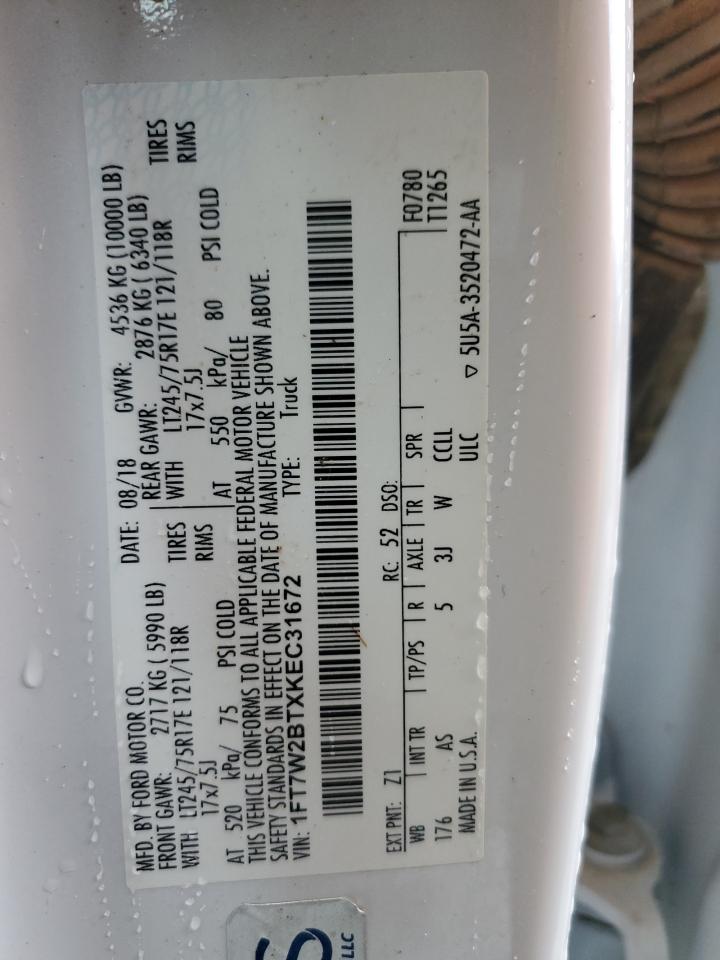 MFD. BY FORD MOTOR CO.
DATE: 08/18 GVWR: 4536 KG (10000 LB)
FRONT GAWR: 2717 KG ( 5990 LB) REAR GAWR: 2876 KG ( 6340 LB)
WITH LT245/75R17E 121/118R TIRES WITH LT245/75R17E 121/118R TIRES
17x7.5J RIMS 17x7.5J RIMS
AT 520 kPa/ 75 PSI COLD AT 550 kPa/ 80 PSI COLD
THIS VEHICLE CONFORMS TO ALL APPLICABLE FEDERAL MOTOR VEHICLE
SAFETY STANDARDS IN EFFECT ON THE DATE OF MANUFACTURE SHOWN ABOVE.
VIN: 1FT7W2BTXKEC31672 TYPE: Truck
EXT PNT: Z1 RC: 52 DSO: F0780
WB INT TR TP/PS R AXLE TR SPR T1265
176 AS 5 3J W CCLL
MADE IN U.S.A. ULC ▽ 5U5A-3520472-AA
S
LLC